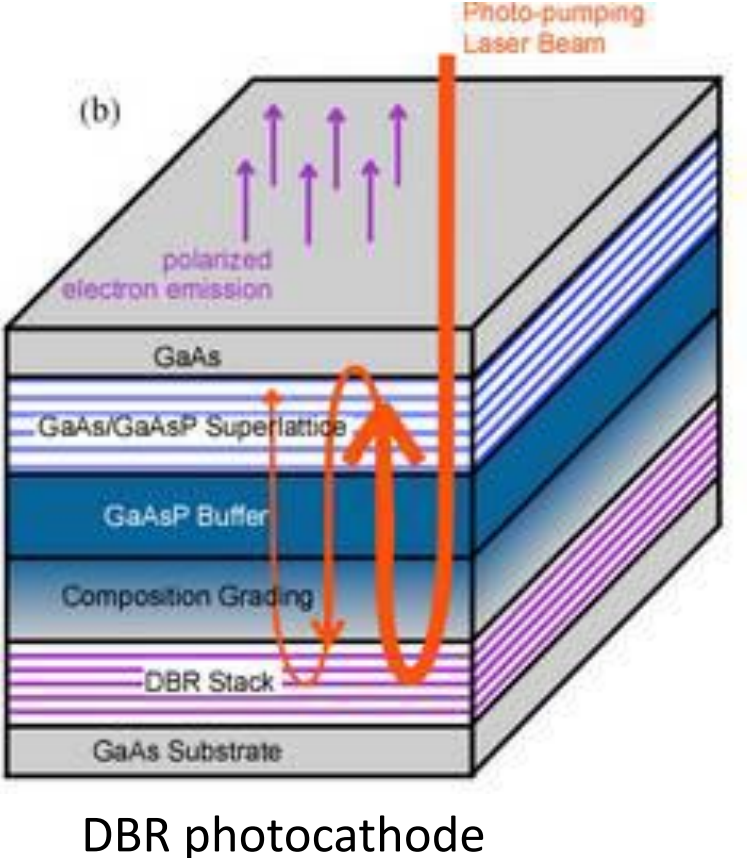 Photo-pumping
Laser Beam
(b)
polarized
electron emission
GaAs
GaAs/GaAsP Superlattice
GaAsP Buffer
Composition Grading
DBR Stack
GaAs Substrate
DBR photocathode